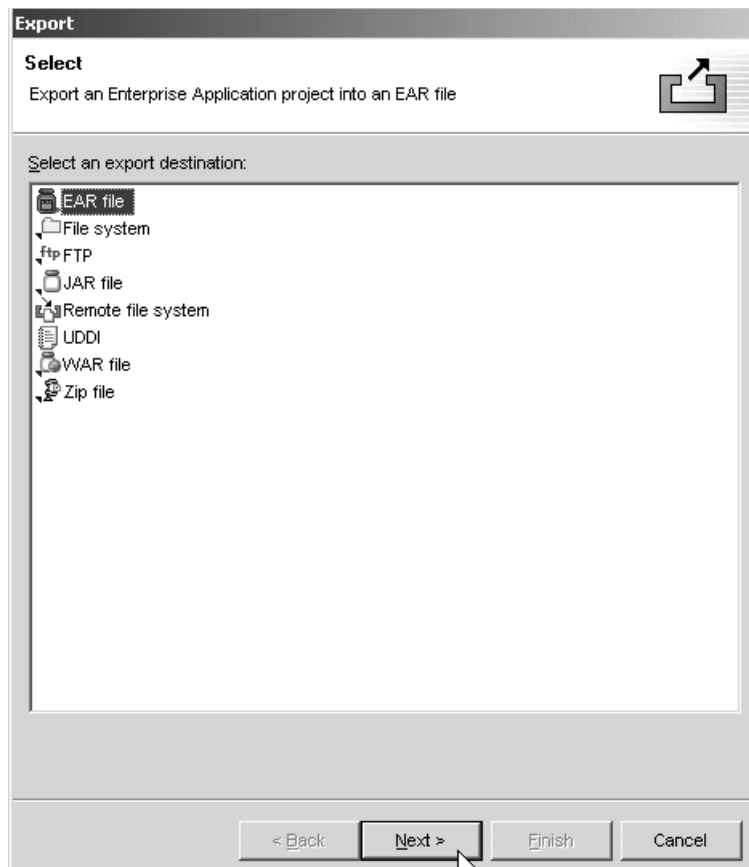 Export
Select
Export an Enterprise Application project into an EAR file
Select an export destination:
EAR file
File system
ftp FTP
JAR file
Remote file system
UDDI
WAR file
Zip file
< Back Next > Finish Cancel